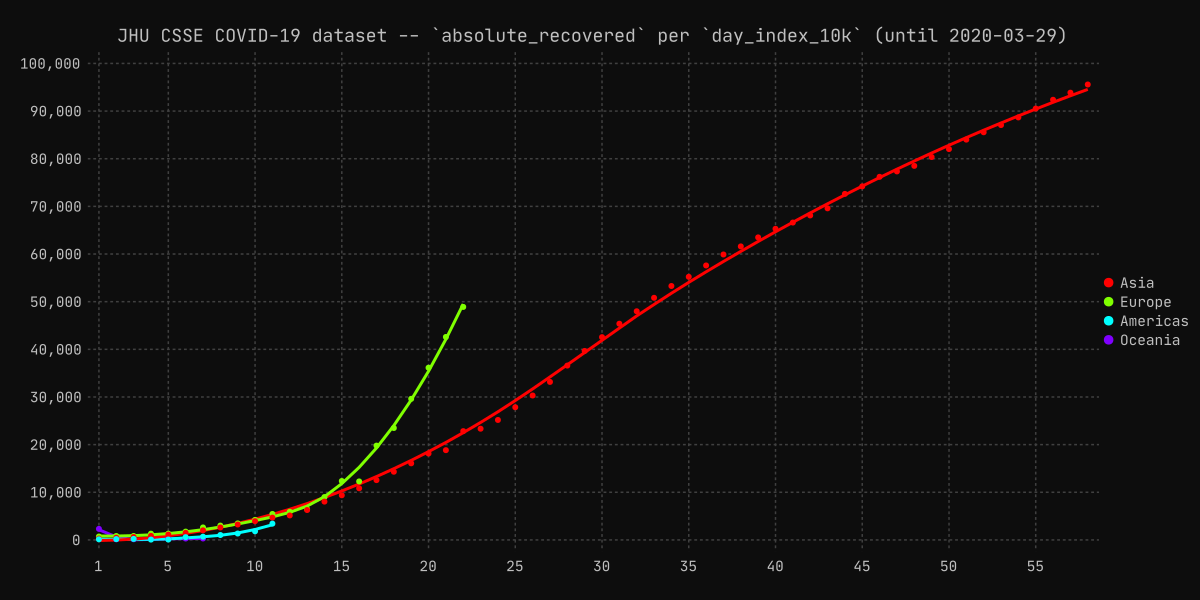 JHU CSSE COVID-19 dataset -- `absolute_recovered` per `day_index_10k` (until 2020-03-29)
100,000
90,000
80,000
70,000
60,000
50,000
40,000
30,000
20,000
10,000
0
1 5 10 15 20 25 30 35 40 45 50 55
Asia
Europe
Americas
Oceania